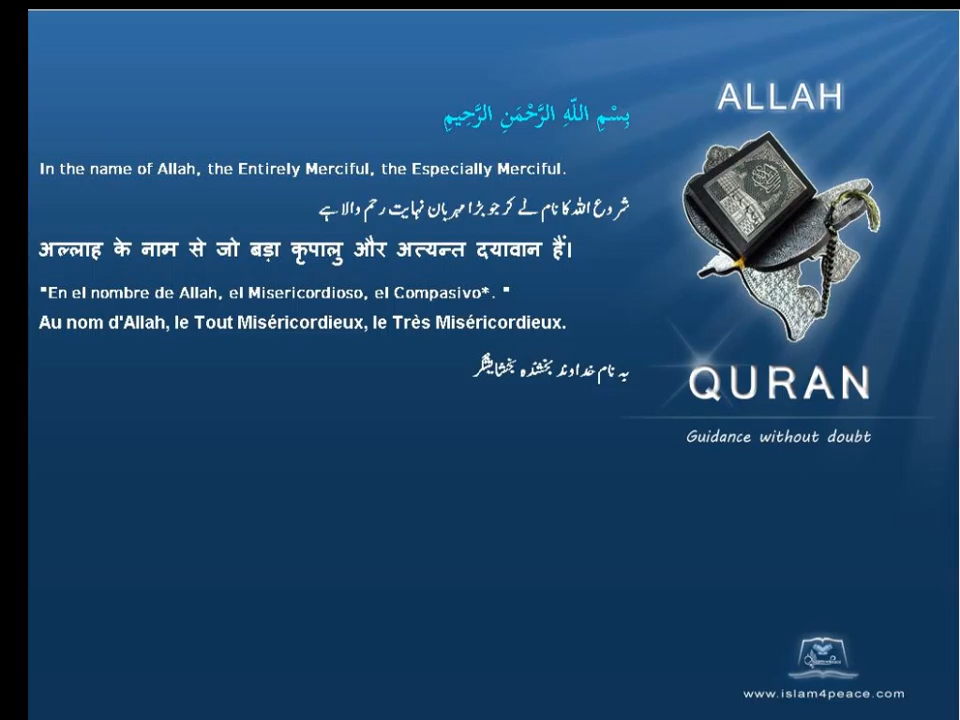 بِسْمِ اللَّهِ الرَّحْمَنِ الرَّحِيمِ
In the name of Allah, the Entirely Merciful, the Especially Merciful.
شروع اللہ کا نام لے کر جو بڑا مہربان نہایت رحم والا ہے
अल्लाह के नाम से जो बड़ा कृपालु और अत्यन्त दयावान हैं।
"En el nombre de Allah, el Misericordioso, el Compasivo*. "
Au nom d'Allah, le Tout Miséricordieux, le Très Miséricordieux.
به نام خداوند بخشنده بخشایشگر
ALLAH
QURAN
Guidance without doubt
www.islam4peace.com